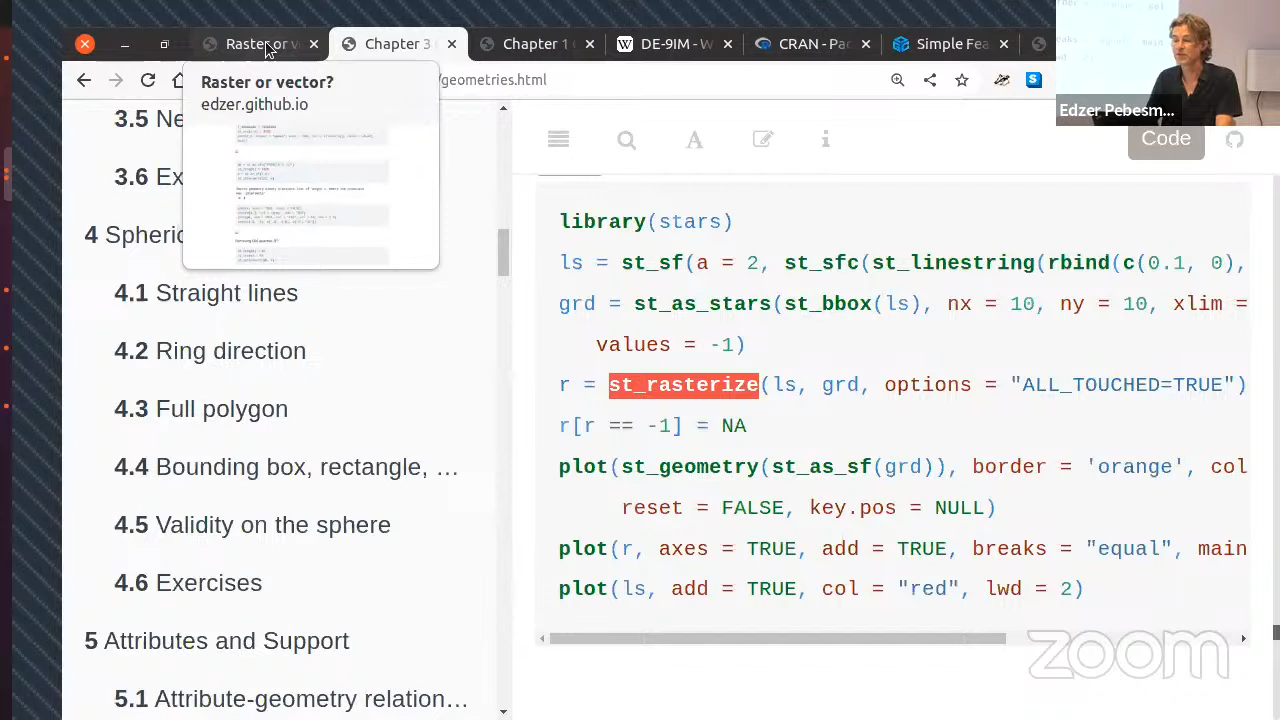 Raster or v
Chapter 3
Chapter 1
DE-9IM - W
CRAN - Pac
Simple Fea
Raster or vector?
edzer.github.io
/geometries.html
Edzer Pebesm...
Code
3.5 Ne
3.6 Ex
4 Spheric
4.1 Straight lines
4.2 Ring direction
4.3 Full polygon
4.4 Bounding box, rectangle, …
4.5 Validity on the sphere
4.6 Exercises
5 Attributes and Support
5.1 Attribute-geometry relation…
library(stars)
ls = st_sf(a = 2, st_sfc(st_linestring(rbind(c(0.1, 0),
grd = st_as_stars(st_bbox(ls), nx = 10, ny = 10, xlim =
values = -1)
r = st_rasterize(ls, grd, options = "ALL_TOUCHED=TRUE")
r[r == -1] = NA
plot(st_geometry(st_as_sf(grd)), border = 'orange', col
reset = FALSE, key.pos = NULL)
plot(r, axes = TRUE, add = TRUE, breaks = "equal", main
plot(ls, add = TRUE, col = "red", lwd = 2)
zoom